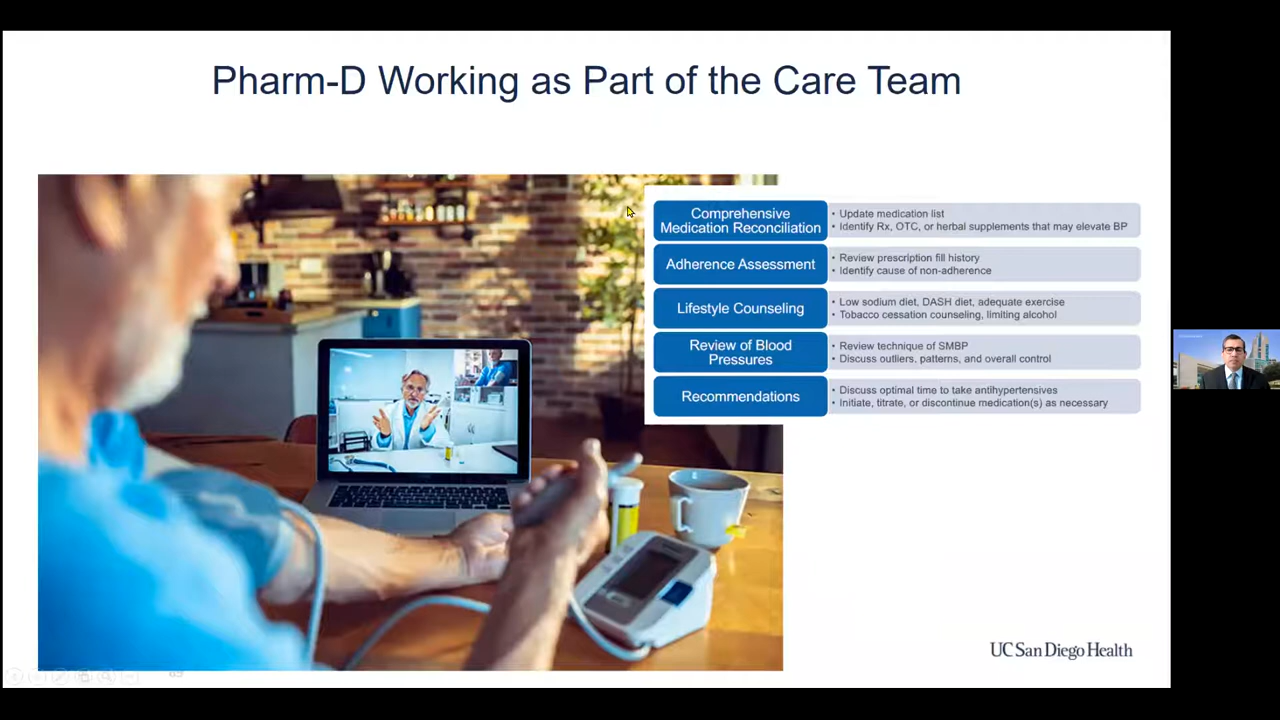 Pharm-D Working as Part of the Care Team
Comprehensive
Medication Reconciliation
• Update medication list
• Identify Rx, OTC, or herbal supplements that may elevate BP
Adherence Assessment
• Review prescription fill history
• Identify cause of non-adherence
Lifestyle Counseling
• Low sodium diet, DASH diet, adequate exercise
• Tobacco cessation counseling, limiting alcohol
Review of Blood
Pressures
• Review technique of SMBP
• Discuss outliers, patterns, and overall control
Recommendations
• Discuss optimal time to take antihypertensives
• Initiate, titrate, or discontinue medication(s) as necessary
UC San Diego Health